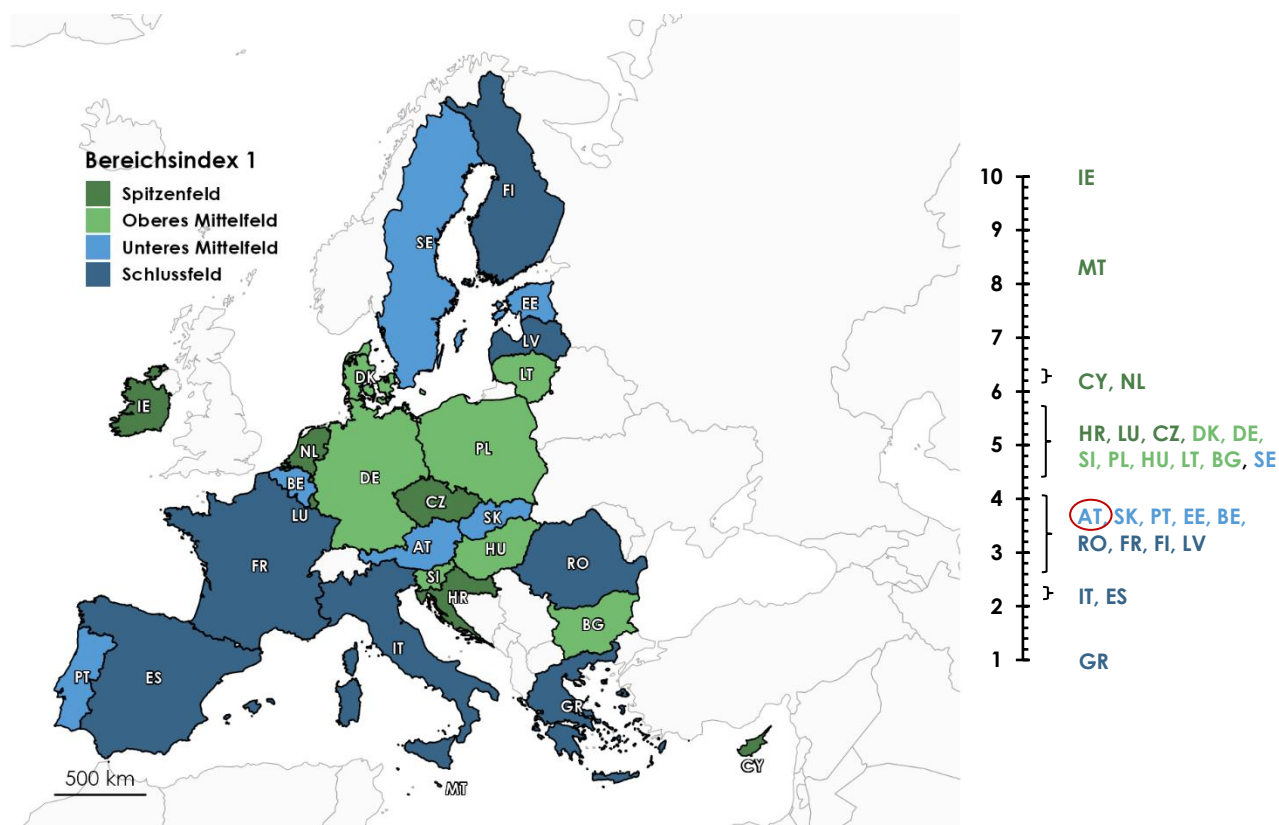 Bereichsindex 1
Spitzenfeld
Oberes Mittelfeld
Unteres Mittelfeld
Schlussfeld
FI
SE
EE
LV
LT
DK
IE
NL
PL
DE
BE
CZ
LU
SK
AT
HU
FR
RO
SI
HR
BG
IT
PT
ES
GR
CY
MT
500 km
10 IE
9
MT
8
7
6
CY, NL
HR, LU, CZ, DK, DE,
5
SI, PL, HU, LT, BG, SE
4
AT, SK, PT, EE, BE,
3 RO, FR, FI, LV
2 IT, ES
1 GR